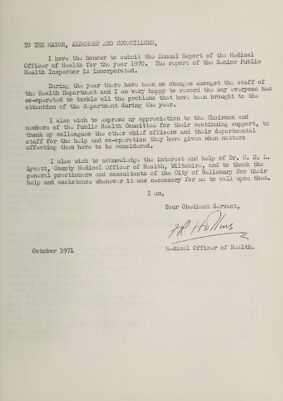 TO THE MAYOR, ALDERMEN AND COUNCILLORS,
I have the honour to submit the Annual Report of the Medical
Officer of Health for the year 1970. The report of the Senior Public
Health Inspector is incorporated.
During the year there have been no changes amongst the staff of
the Health Department and I am very happy to record the way everyone has
co-operated to tackle all the problems that have been brought to the
attention of the department during the year.
I also wish to express my appreciation to the Chairman and
members of the Public Health Committee for their continuing support, to
thank my colleagues the other chief officers and their departmental
staff for the help and co-operation they have given when matters
affecting them have to be considered.
I also wish to acknowledge the interest and help of Dr. C. D. L.
Lycett, County Medical Officer of Health, Wiltshire, and to thank the
general practitioners and consultants of the City of Salisbury for their
help and assistance whenever it was necessary for me to call upon them.
I am,
Your Obedient Servant,
October 1971
Medical Officer of Health.